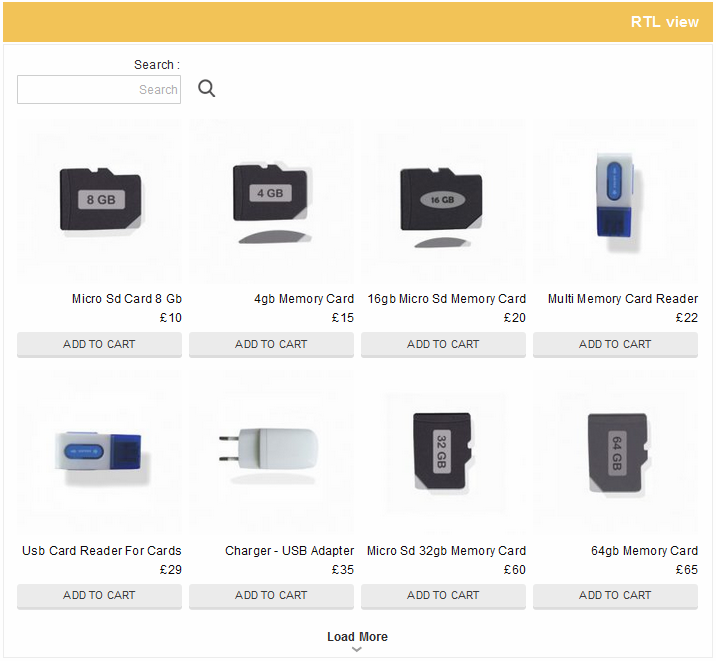 RTL view
Search :
Search
8 GB
4 GB
16 GB
Micro Sd Card 8 Gb
£10
ADD TO CART
4gb Memory Card
£15
ADD TO CART
16gb Micro Sd Memory Card
£20
ADD TO CART
Multi Memory Card Reader
£22
ADD TO CART
32 GB
64 GB
Usb Card Reader For Cards
£29
ADD TO CART
Charger - USB Adapter
£35
ADD TO CART
Micro Sd 32gb Memory Card
£60
ADD TO CART
64gb Memory Card
£65
ADD TO CART
Load More